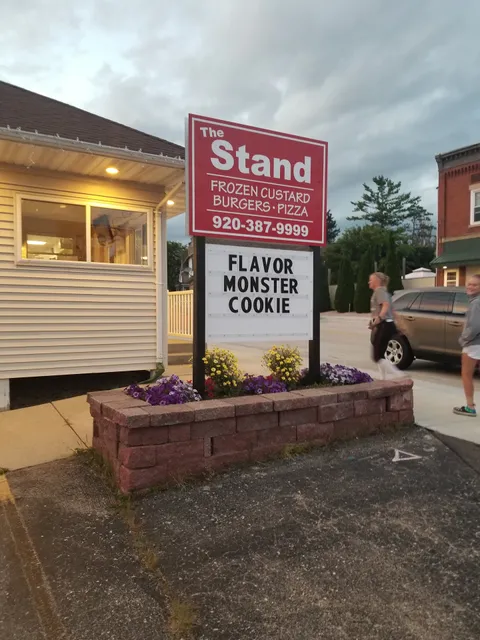 The
Stand
FROZEN CUSTARD
BURGERS • PIZZA
920-387-9999
FLAVOR
MONSTER
COOKIE